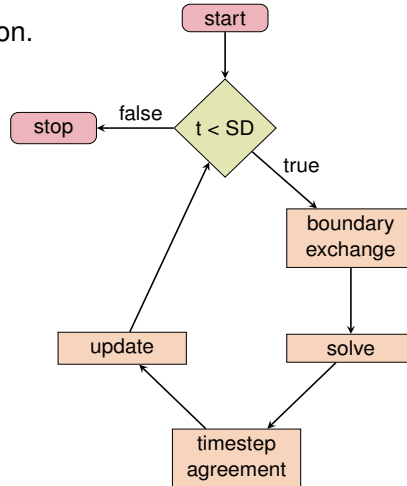 on.
start
false
stop
t < SD
true
boundary
exchange
update
solve
timestep
agreement